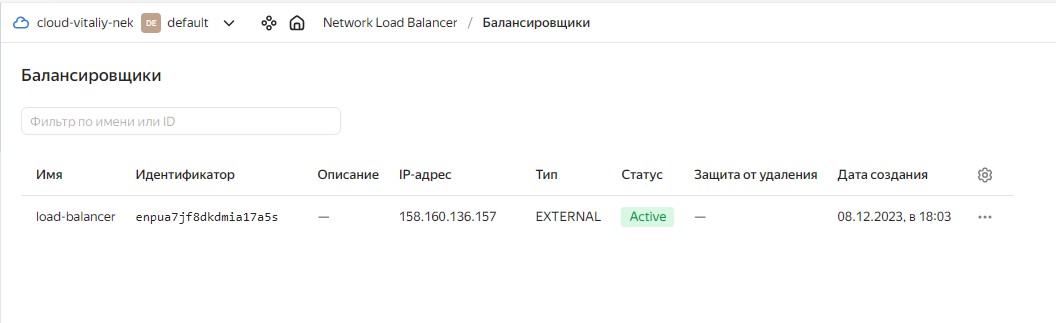 cloud-vitaliy-nek DE default Network Load Balancer / Балансировщики
Балансировщики
Фильтр по имени или ID
Имя Идентификатор Описание IP-адрес Тип Статус Защита от удаления Дата создания
load-balancer enpua7jf8dkdmia17a5s — 158.160.136.157 EXTERNAL Active — 08.12.2023, в 18:03